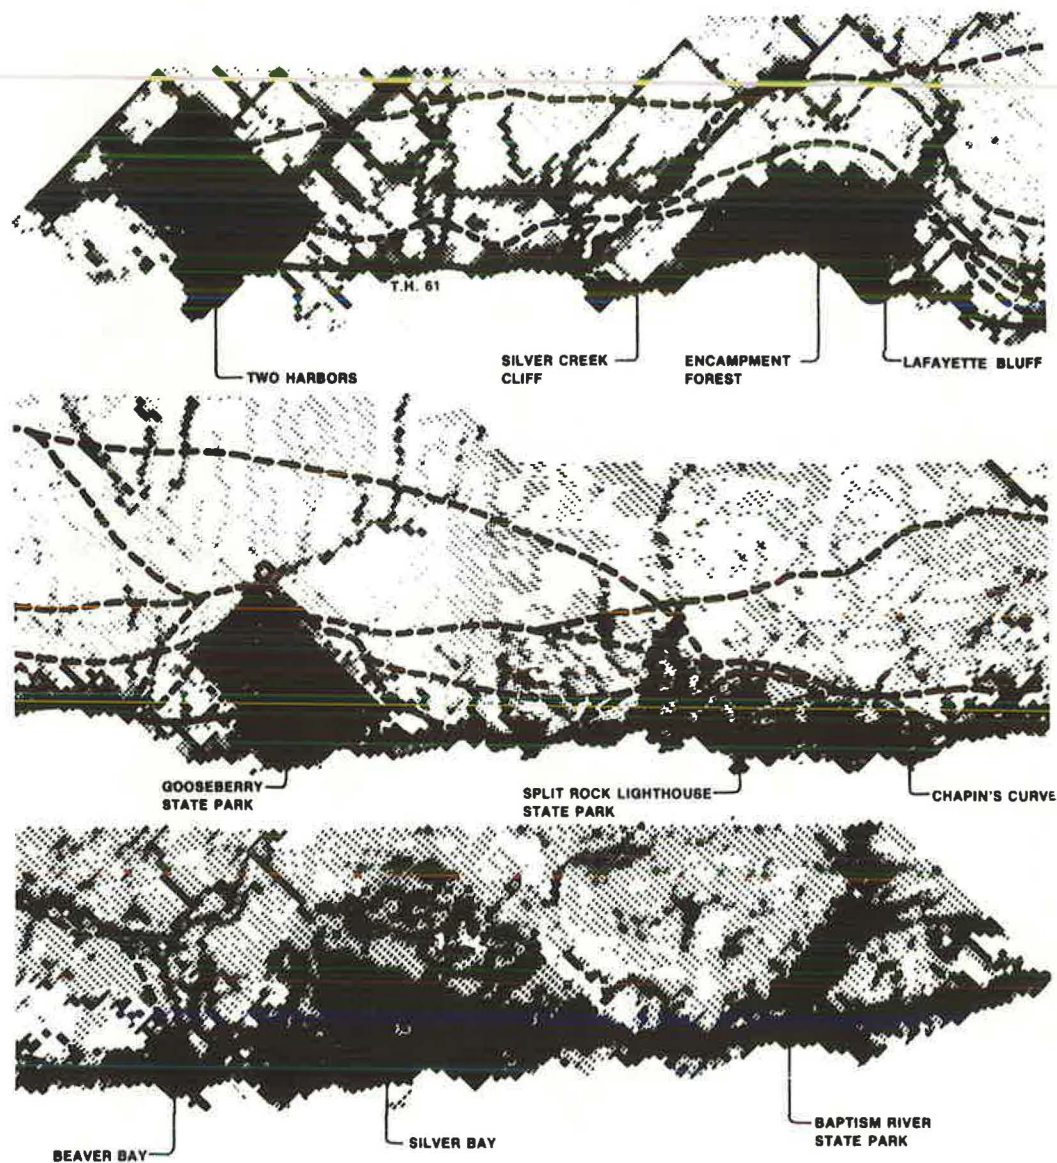 T.H. 61
TWO HARBORS
SILVER CREEK
CLIFF
ENCAMPMENT
FOREST
LAFAYETTE BLUFF
GOOSEBERRY
STATE PARK
SPLIT ROCK LIGHTHOUSE
STATE PARK
CHAPIN'S CURVE
BEAVER BAY
SILVER BAY
BAPTISM RIVER
STATE PARK